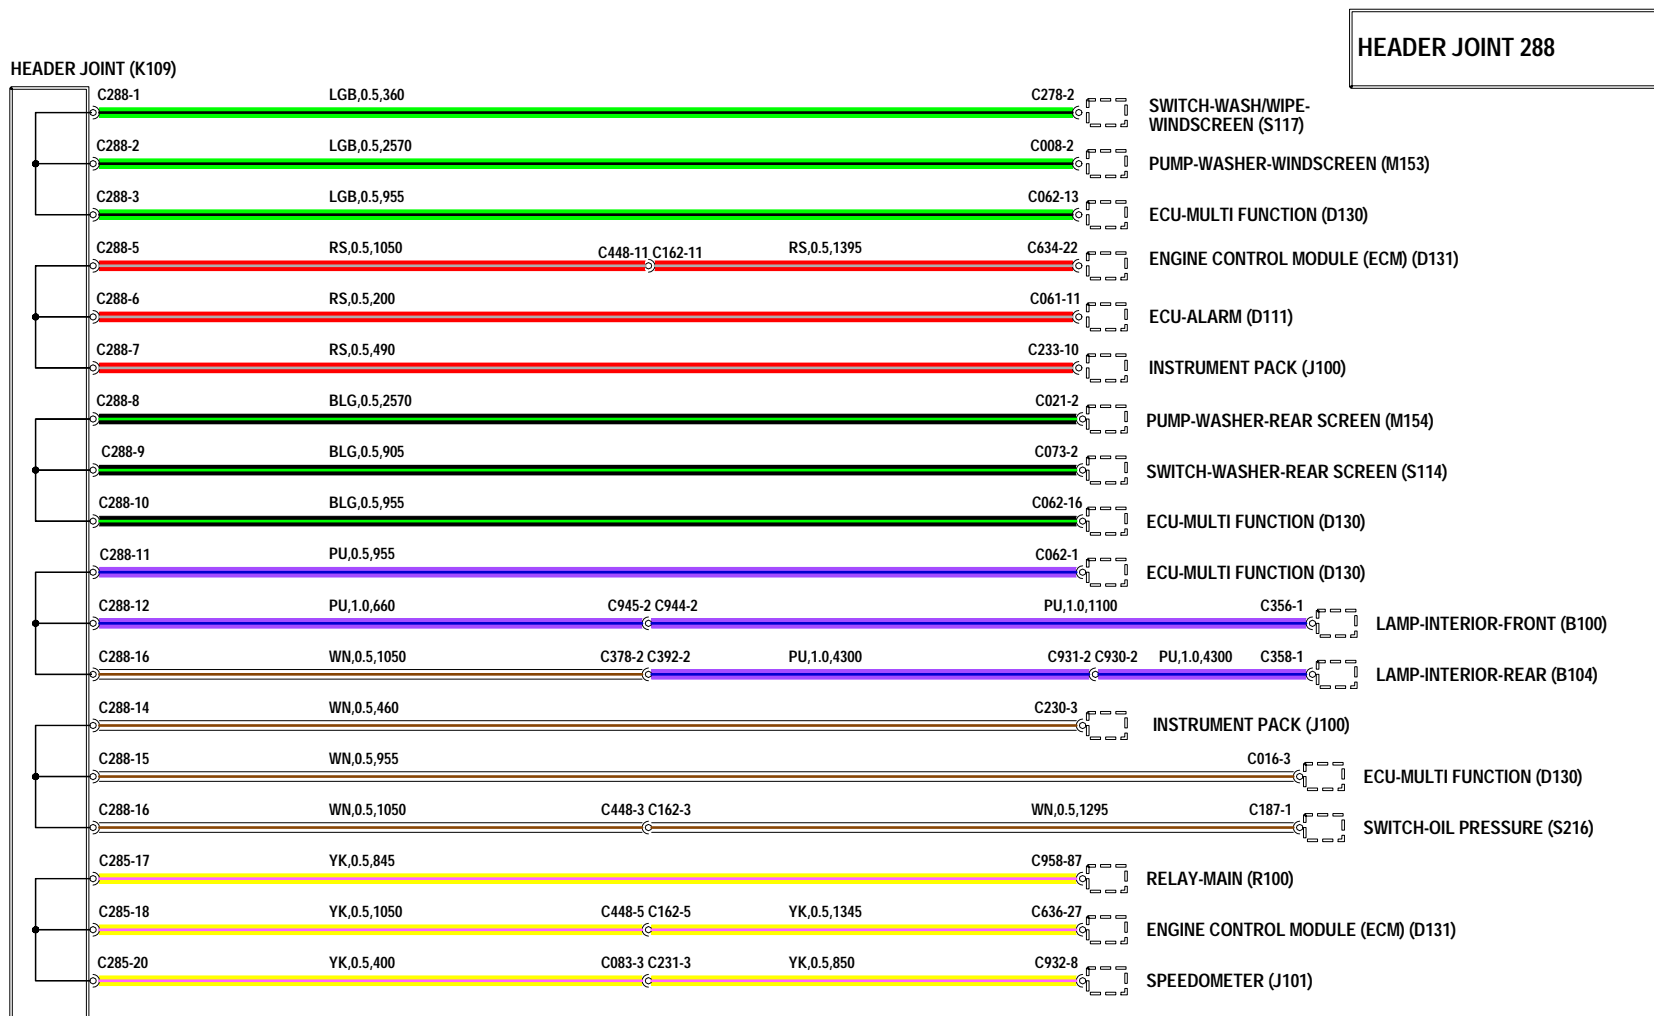 HEADER JOINT 288
HEADER JOINT (K109)
C288-1 LGB,0.5,360 C278-2 SWITCH-WASH/WIPE-
WINDSCREEN (S117)
C288-2 LGB,0.5,2570 C008-2 PUMP-WASHER-WINDSCREEN (M153)
C288-3 LGB,0.5,955 C062-13 ECU-MULTI FUNCTION (D130)
C288-5 RS,0.5,1050 C448-11 C162-11 RS,0.5,1395 C634-22 ENGINE CONTROL MODULE (ECM) (D131)
C288-6 RS,0.5,200 C061-11 ECU-ALARM (D111)
C288-7 RS,0.5,490 C233-10 INSTRUMENT PACK (J100)
C288-8 BLG,0.5,2570 C021-2 PUMP-WASHER-REAR SCREEN (M154)
C288-9 BLG,0.5,905 C073-2 SWITCH-WASHER-REAR SCREEN (S114)
C288-10 BLG,0.5,955 C062-16 ECU-MULTI FUNCTION (D130)
C288-11 PU,0.5,955 C062-1 ECU-MULTI FUNCTION (D130)
C288-12 PU,1.0,660 C945-2 C944-2 PU,1.0,1100 C356-1 LAMP-INTERIOR-FRONT (B100)
C288-16 WN,0.5,1050 C378-2 C392-2 PU,1.0,4300 C931-2 C930-2 PU,1.0,4300 C358-1 LAMP-INTERIOR-REAR (B104)
C288-14 WN,0.5,460 C230-3 INSTRUMENT PACK (J100)
C288-15 WN,0.5,955 C016-3 ECU-MULTI FUNCTION (D130)
C288-16 WN,0.5,1050 C448-3 C162-3 WN,0.5,1295 C187-1 SWITCH-OIL PRESSURE (S216)
C285-17 YK,0.5,845 C958-87 RELAY-MAIN (R100)
C285-18 YK,0.5,1050 C448-5 C162-5 YK,0.5,1345 C636-27 ENGINE CONTROL MODULE (ECM) (D131)
C285-20 YK,0.5,400 C083-3 C231-3 YK,0.5,850 C932-8 SPEEDOMETER (J101)